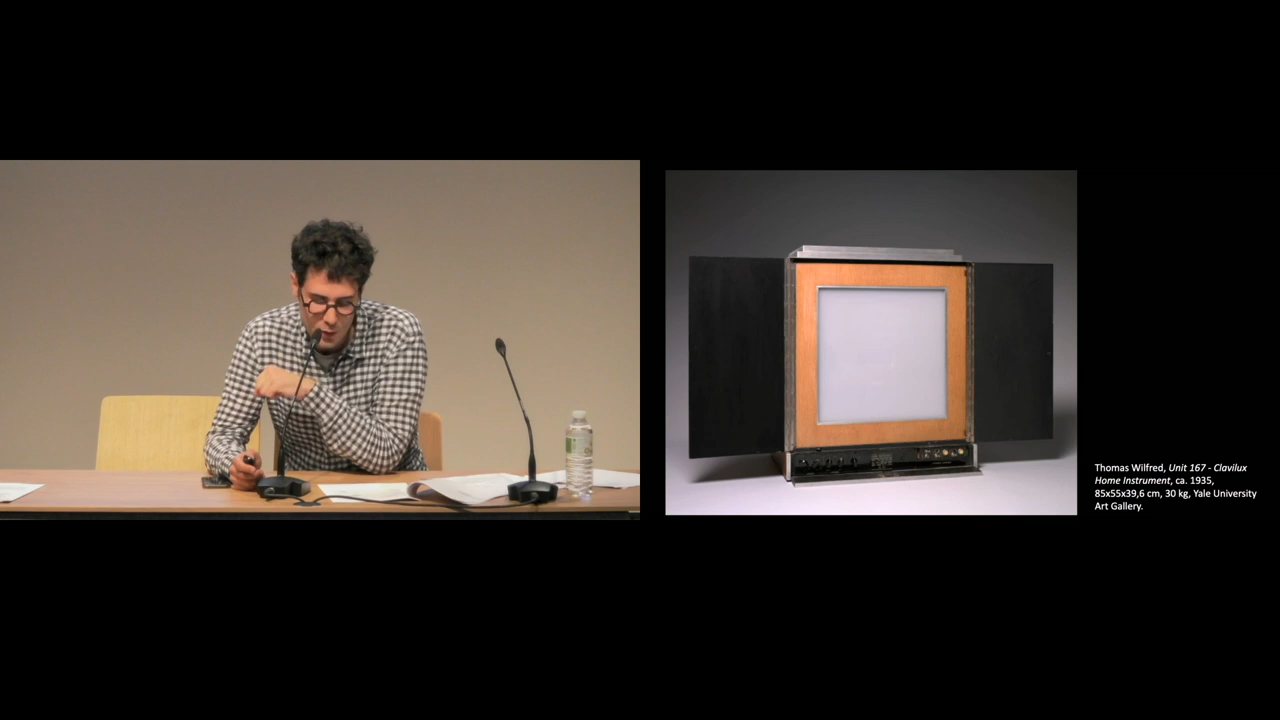 Thomas Wilfred, Unit 167 - Clavilux
Home Instrument, ca. 1935,
85x55x39,6 cm, 30 kg, Yale University
Art Gallery.